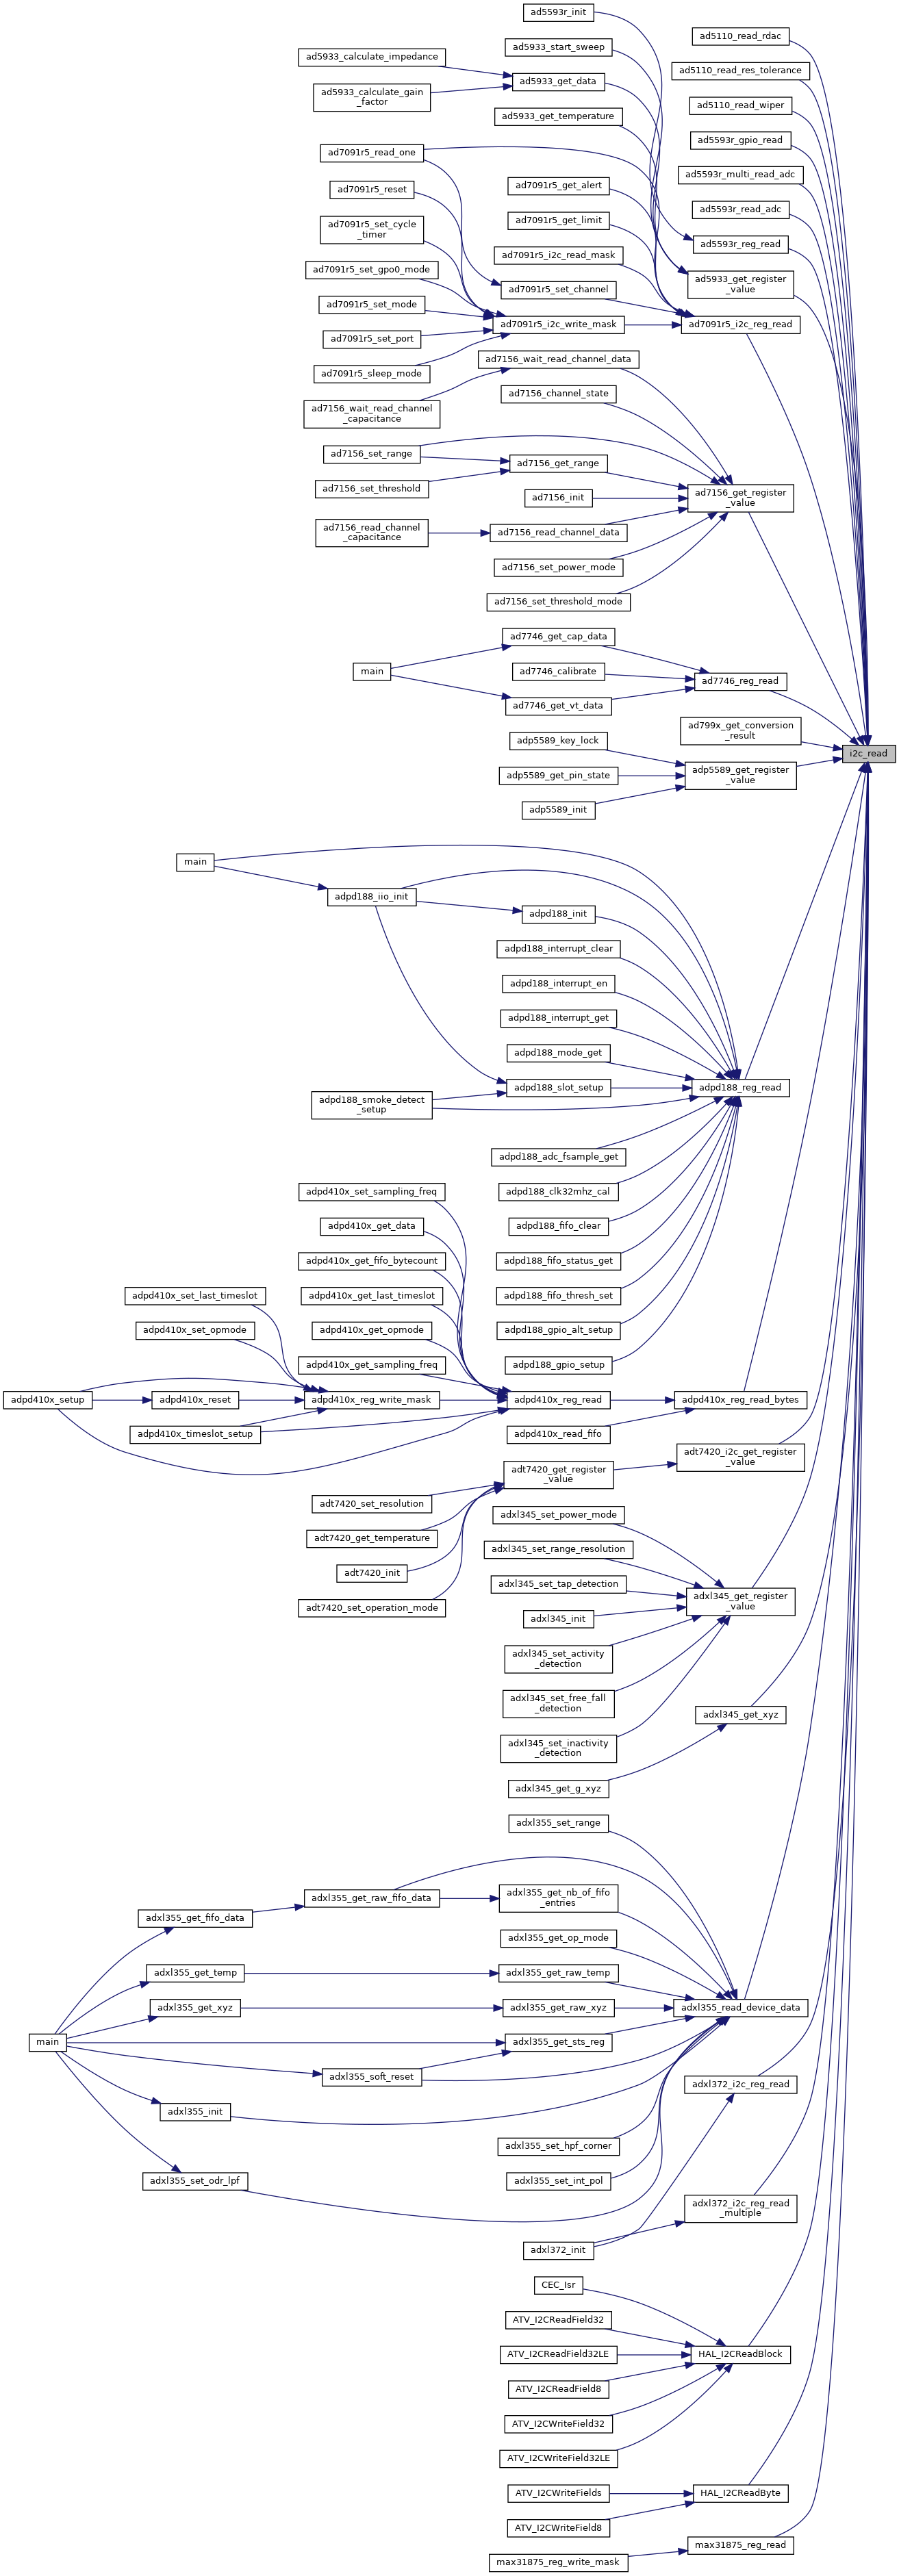 ad5593r_init
ad5110_read_rdac
ad5933_start_sweep
ad5933_calculate_impedance
ad5110_read_res_tolerance
ad5933_get_data
ad5933_calculate_gain
_factor
ad5110_read_wiper
ad5933_get_temperature
ad5593r_gpio_read
ad7091r5_read_one
ad5593r_multi_read_adc
ad7091r5_get_alert
ad7091r5_reset
ad5593r_read_adc
ad7091r5_get_limit
ad7091r5_set_cycle
_timer
ad5593r_reg_read
ad7091r5_i2c_read_mask
ad7091r5_set_gpo0_mode
ad5933_get_register
_value
ad7091r5_set_channel
ad7091r5_set_mode
ad7091r5_i2c_write_mask
ad7091r5_i2c_reg_read
ad7091r5_set_port
ad7156_wait_read_channel_data
ad7091r5_sleep_mode
ad7156_channel_state
ad7156_wait_read_channel
_capacitance
ad7156_set_range
ad7156_get_range
ad7156_set_threshold
ad7156_init
ad7156_get_register
_value
ad7156_read_channel
_capacitance
ad7156_read_channel_data
ad7156_set_power_mode
ad7156_set_threshold_mode
ad7746_get_cap_data
main
ad7746_calibrate
ad7746_reg_read
ad7746_get_vt_data
ad799x_get_conversion
_result
adp5589_key_lock
i2c_read
adp5589_get_pin_state
adp5589_get_register
_value
adp5589_init
main
adpd188_iio_init
adpd188_init
adpd188_interrupt_clear
adpd188_interrupt_en
adpd188_interrupt_get
adpd188_mode_get
adpd188_slot_setup
adpd188_reg_read
adpd188_smoke_detect
_setup
adpd188_adc_fsample_get
adpd410x_set_sampling_freq
adpd188_clk32mhz_cal
adpd410x_get_data
adpd188_fifo_clear
adpd410x_get_fifo_bytecount
adpd188_fifo_status_get
adpd410x_set_last_timeslot
adpd410x_get_last_timeslot
adpd188_fifo_thresh_set
adpd410x_set_opmode
adpd410x_get_opmode
adpd188_gpio_alt_setup
adpd410x_get_sampling_freq
adpd188_gpio_setup
adpd410x_setup
adpd410x_reset
adpd410x_reg_write_mask
adpd410x_reg_read
adpd410x_reg_read_bytes
adpd410x_timeslot_setup
adpd410x_read_fifo
adt7420_i2c_get_register
_value
adt7420_get_register
_value
adt7420_set_resolution
adxl345_set_power_mode
adt7420_get_temperature
adxl345_set_range_resolution
adt7420_init
adxl345_set_tap_detection
adxl345_get_register
_value
adt7420_set_operation_mode
adxl345_init
adxl345_set_activity
_detection
adxl345_set_free_fall
_detection
adxl345_get_xyz
adxl345_set_inactivity
_detection
adxl345_get_g_xyz
adxl355_set_range
adxl355_get_raw_fifo_data
adxl355_get_nb_of_fifo
_entries
adxl355_get_fifo_data
adxl355_get_op_mode
adxl355_get_temp
adxl355_get_raw_temp
adxl355_get_xyz
adxl355_get_raw_xyz
adxl355_read_device_data
main
adxl355_get_sts_reg
adxl355_soft_reset
adxl372_i2c_reg_read
adxl355_init
adxl355_set_hpf_corner
adxl355_set_odr_lpf
adxl355_set_int_pol
adxl372_i2c_reg_read
_multiple
adxl372_init
CEC_Isr
ATV_I2CReadField32
ATV_I2CReadField32LE
HAL_I2CReadBlock
ATV_I2CReadField8
ATV_I2CWriteField32
ATV_I2CWriteField32LE
ATV_I2CWriteFields
HAL_I2CReadByte
ATV_I2CWriteField8
max31875_reg_read
max31875_reg_write_mask